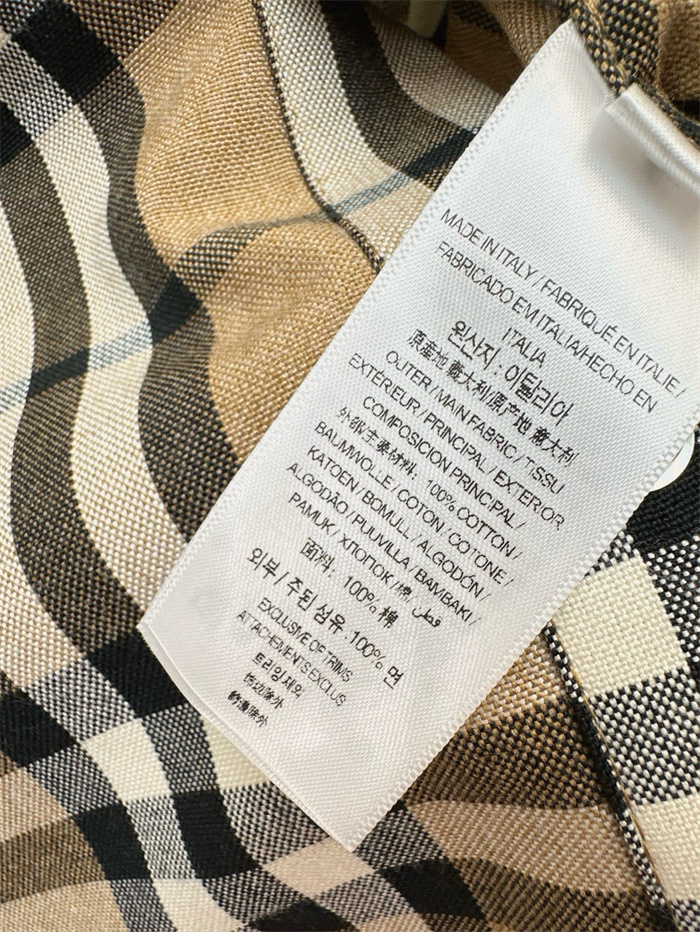 MADE IN ITALY / FABRIQUÉ EN ITALIE /
FABRICADO EM ITALIA/HECHO EN
ITALIA
원산지 : 이탈리아
原產地 意大利/原产地 意大利
OUTER / MAIN FABRIC / TISSU
EXTÉRIEUR / PRINCIPAL / EXTERIOR
COMPOSICION PRINCIPAL /
外部主要材料: 100% COTTON /
BAUMWOLLE / COTON / COTONE /
KATOEN / BOMULL / ALGODÓN /
ALGODÃO / PUUVILLA / ΒΑΜΒΑΚΙ /
PAMUK / ХЛОПОК / 棉 قطن
面料: 100% 棉
외부 / 주된 섬유 : 100% 면
EXCLUSIVE OF TRIMS
ATTACHEMENTS EXCLUS
트리밍 제외
饰边除外